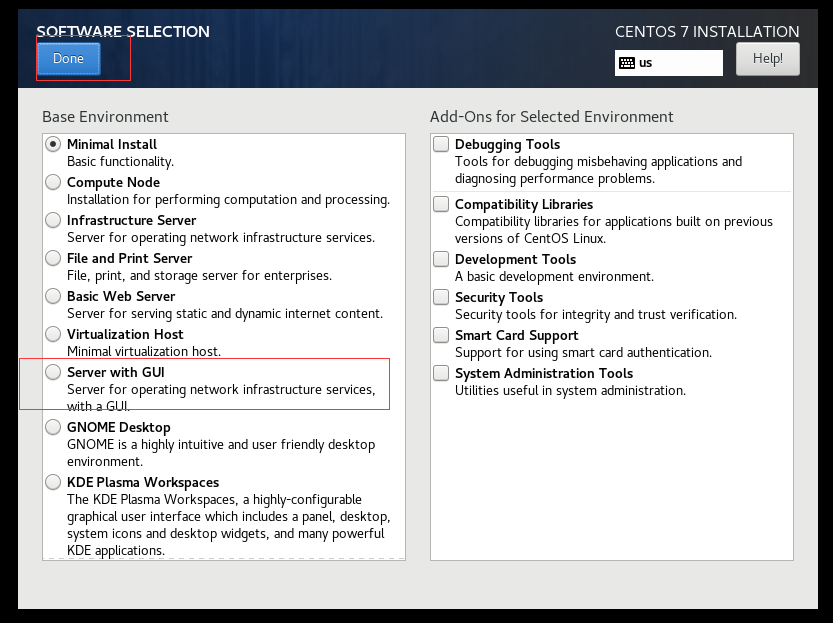 SOFTWARE SELECTION
CENTOS 7 INSTALLATION
Done
us
Help!
Base Environment
Minimal Install
Basic functionality.
Compute Node
Installation for performing computation and processing.
Infrastructure Server
Server for operating network infrastructure services.
File and Print Server
File, print, and storage server for enterprises.
Basic Web Server
Server for serving static and dynamic internet content.
Virtualization Host
Minimal virtualization host.
Server with GUI
Server for operating network infrastructure services,
with a GUI.
GNOME Desktop
GNOME is a highly intuitive and user friendly desktop
environment.
KDE Plasma Workspaces
The KDE Plasma Workspaces, a highly-configurable
graphical user interface which includes a panel, desktop,
system icons and desktop widgets, and many powerful
KDE applications.
Add-Ons for Selected Environment
Debugging Tools
Tools for debugging misbehaving applications and
diagnosing performance problems.
Compatibility Libraries
Compatibility libraries for applications built on previous
versions of CentOS Linux.
Development Tools
A basic development environment.
Security Tools
Security tools for integrity and trust verification.
Smart Card Support
Support for using smart card authentication.
System Administration Tools
Utilities useful in system administration.